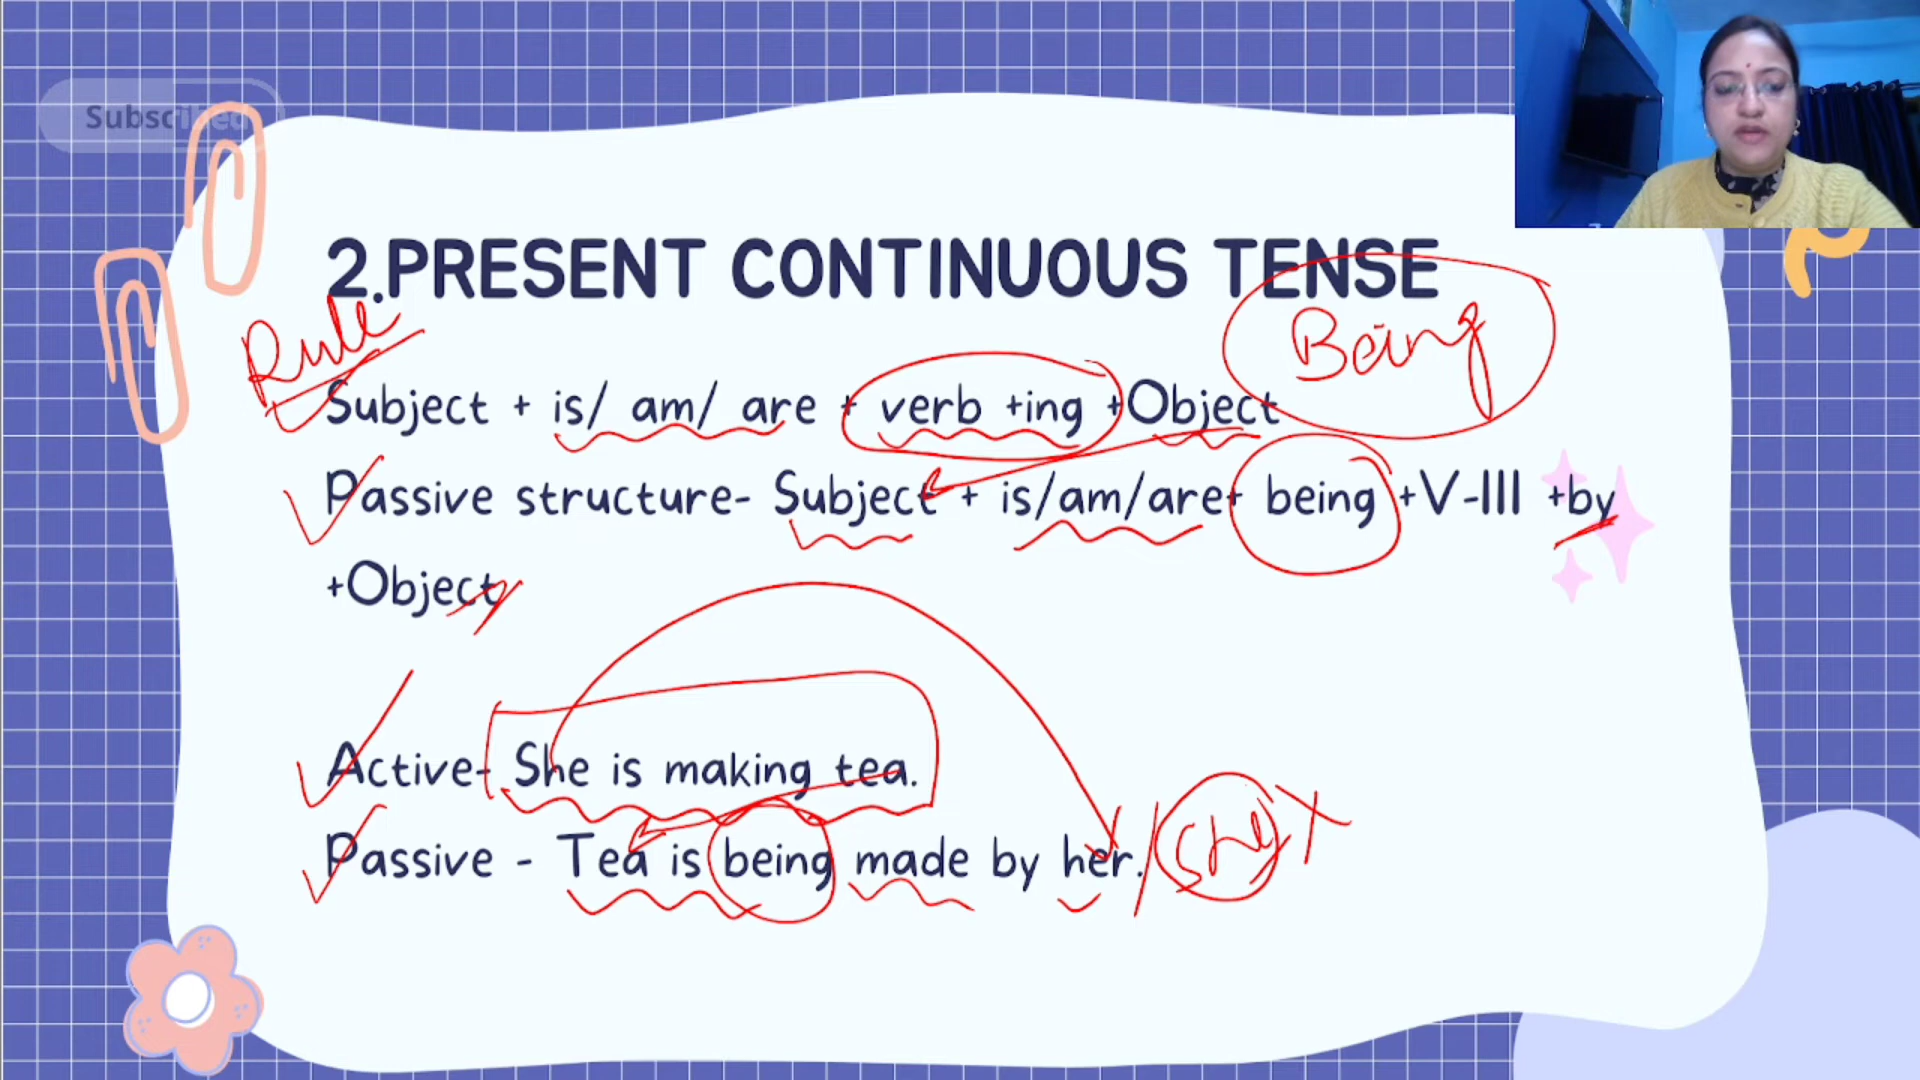 Subscribed
2.PRESENT CONTINUOUS TENSE
Rule
Being
Subject + is/ am/ are + verb +ing +Object
Passive structure- Subject + is/am/are+ being +V-III +by
+Object
Active- She is making tea.
Passive - Tea is being made by her./ She X